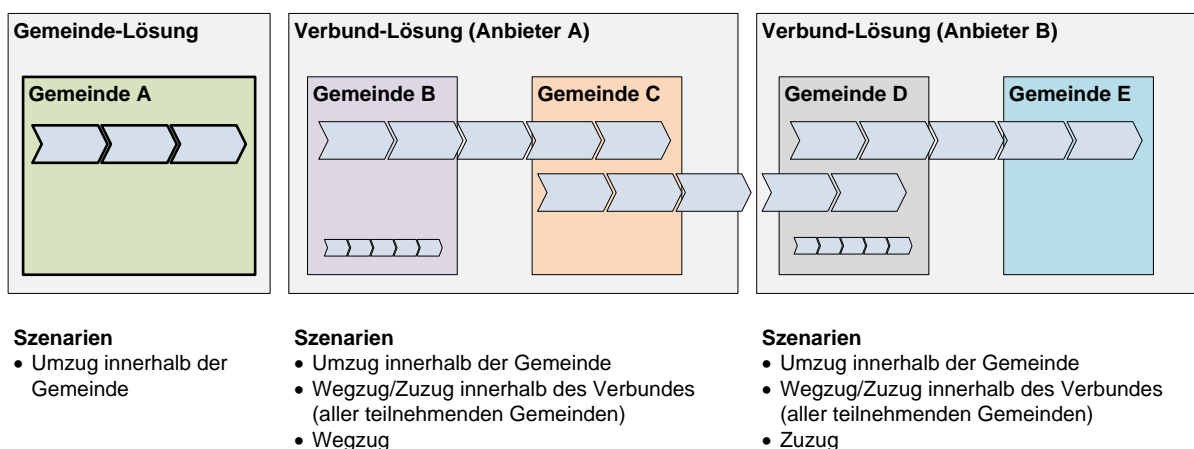 Gemeinde-Lösung
Gemeinde A
Verbund-Lösung (Anbieter A)
Gemeinde B
Gemeinde C
Verbund-Lösung (Anbieter B)
Gemeinde D
Gemeinde E
Szenarien
• Umzug innerhalb der
Gemeinde
Szenarien
• Umzug innerhalb der Gemeinde
• Wegzug/Zuzug innerhalb des Verbundes
(aller teilnehmenden Gemeinden)
• Wegzug
Szenarien
• Umzug innerhalb der Gemeinde
• Wegzug/Zuzug innerhalb des Verbundes
(aller teilnehmenden Gemeinden)
• Zuzug